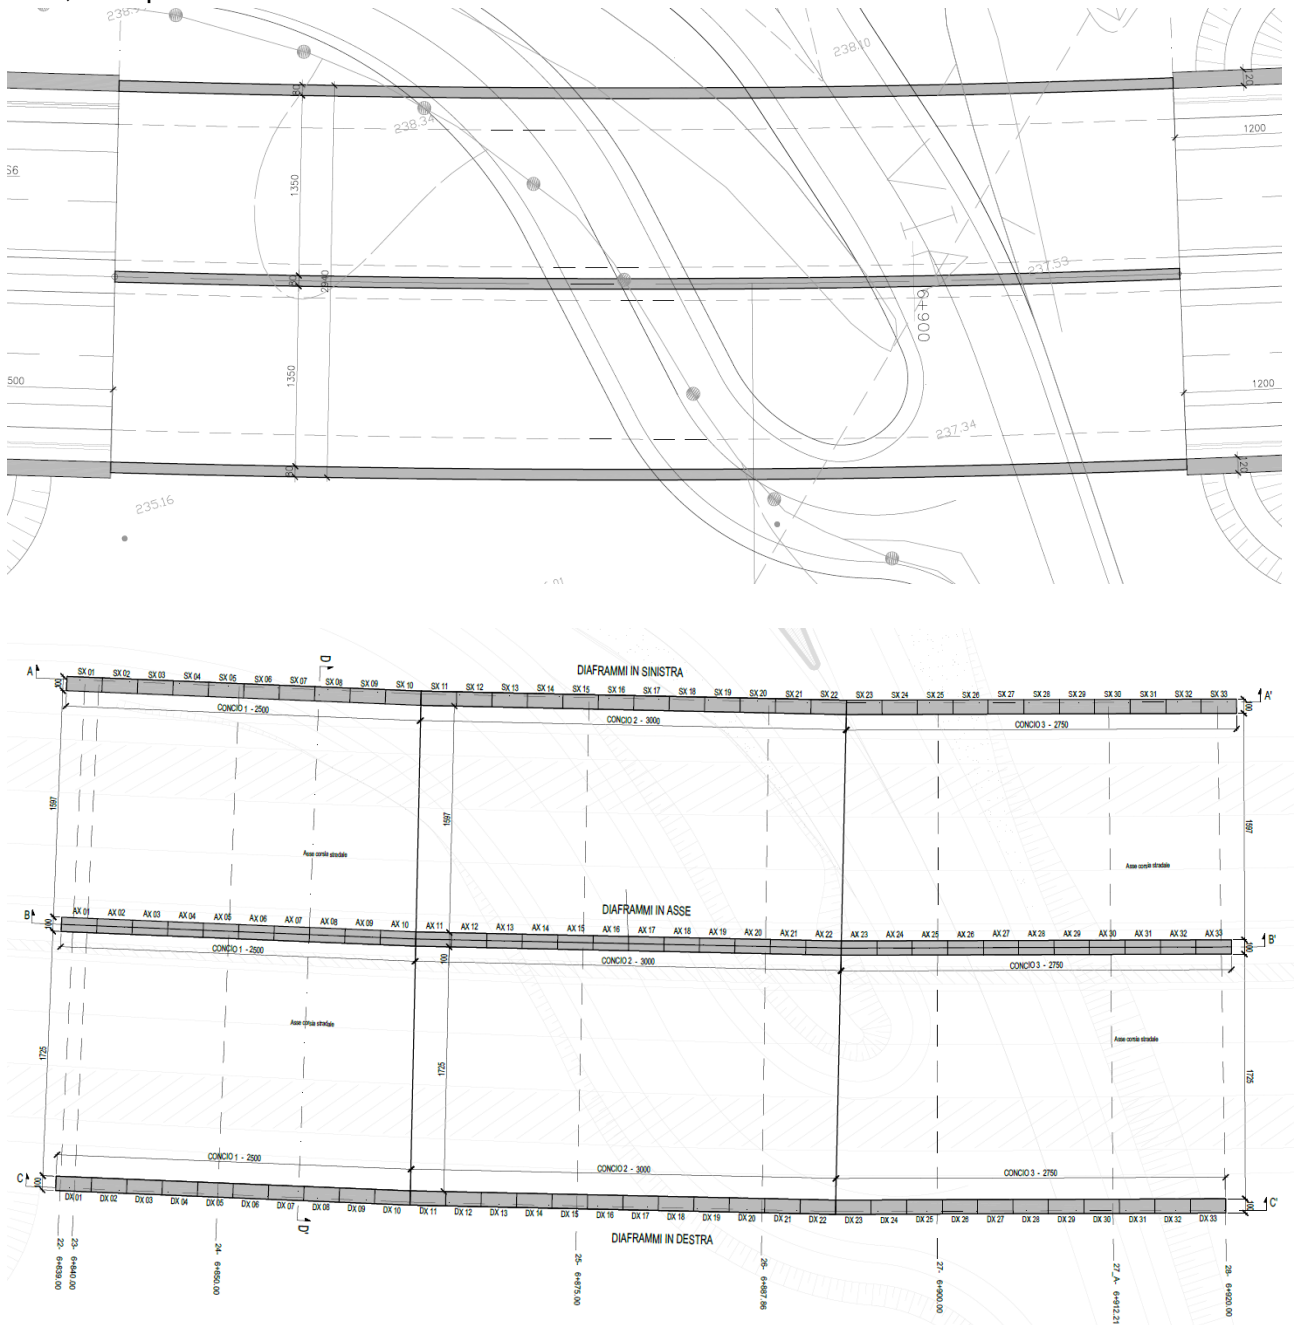 238.10
80
120
238.34
1200
S6
1350
237.53
80
2940
6+900
500
1350
1200
237.34
80
120
235.16
DIAFRAMMI IN SINISTRA
A
D
A'
SX 01 SX 02 SX 03 SX 04 SX 05 SX 06 SX 07 SX 08 SX 09 SX 10 SX 11 SX 12 SX 13 SX 14 SX 15 SX 16 SX 17 SX 18 SX 19 SX 20 SX 21 SX 22 SX 23 SX 24 SX 25 SX 26 SX 27 SX 28 SX 29 SX 30 SX 31 SX 32 SX 33
100 100
CONCIO 1 - 2500 CONCIO 2 - 3000 CONCIO 3 - 2750
1597 1597 1597
Asse corsia stradale Asse corsia stradale
DIAFRAMMI IN ASSE
B B'
AX 01 AX 02 AX 03 AX 04 AX 05 AX 06 AX 07 AX 08 AX 09 AX 10 AX 11 AX 12 AX 13 AX 14 AX 15 AX 16 AX 17 AX 18 AX 19 AX 20 AX 21 AX 22 AX 23 AX 24 AX 25 AX 26 AX 27 AX 28 AX 29 AX 30 AX 31 AX 32 AX 33
100 100 100
CONCIO 1 - 2500 CONCIO 2 - 3000 CONCIO 3 - 2750
Asse corsia stradale Asse corsia stradale
1725 1725 1725
CONCIO 1 - 2500 CONCIO 2 - 3000 CONCIO 3 - 2750
C C'
100 100
DX 01 DX 02 DX 03 DX 04 DX 05 DX 06 DX 07 DX 08 DX 09 DX 10 DX 11 DX 12 DX 13 DX 14 DX 15 DX 16 DX 17 DX 18 DX 19 DX 20 DX 21 DX 22 DX 23 DX 24 DX 25 DX 26 DX 27 DX 28 DX 29 DX 30 DX 31 DX 32 DX 33
D'
DIAFRAMMI IN DESTRA
22- 6+839.00
23- 6+840.00
24- 6+850.00
25- 6+875.00
26- 6+887.86
27- 6+900.00
27_A- 6+912.21
28- 6+920.00